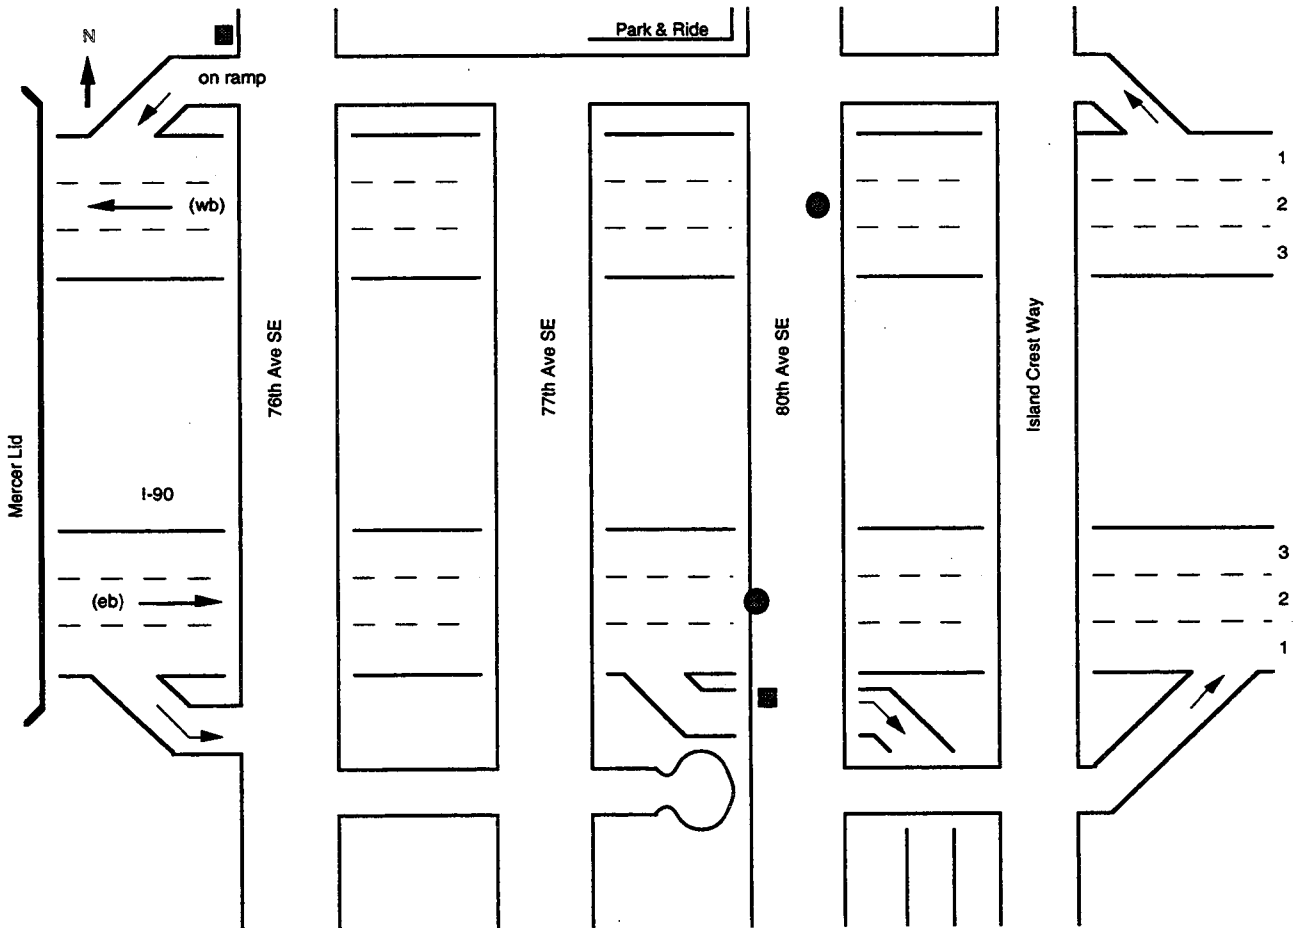 N
Park & Ride
on ramp
1
(wb)
2
3
76th Ave SE
77th Ave SE
80th Ave SE
Island Crest Way
Mercer Lid
I-90
3
(eb)
2
1